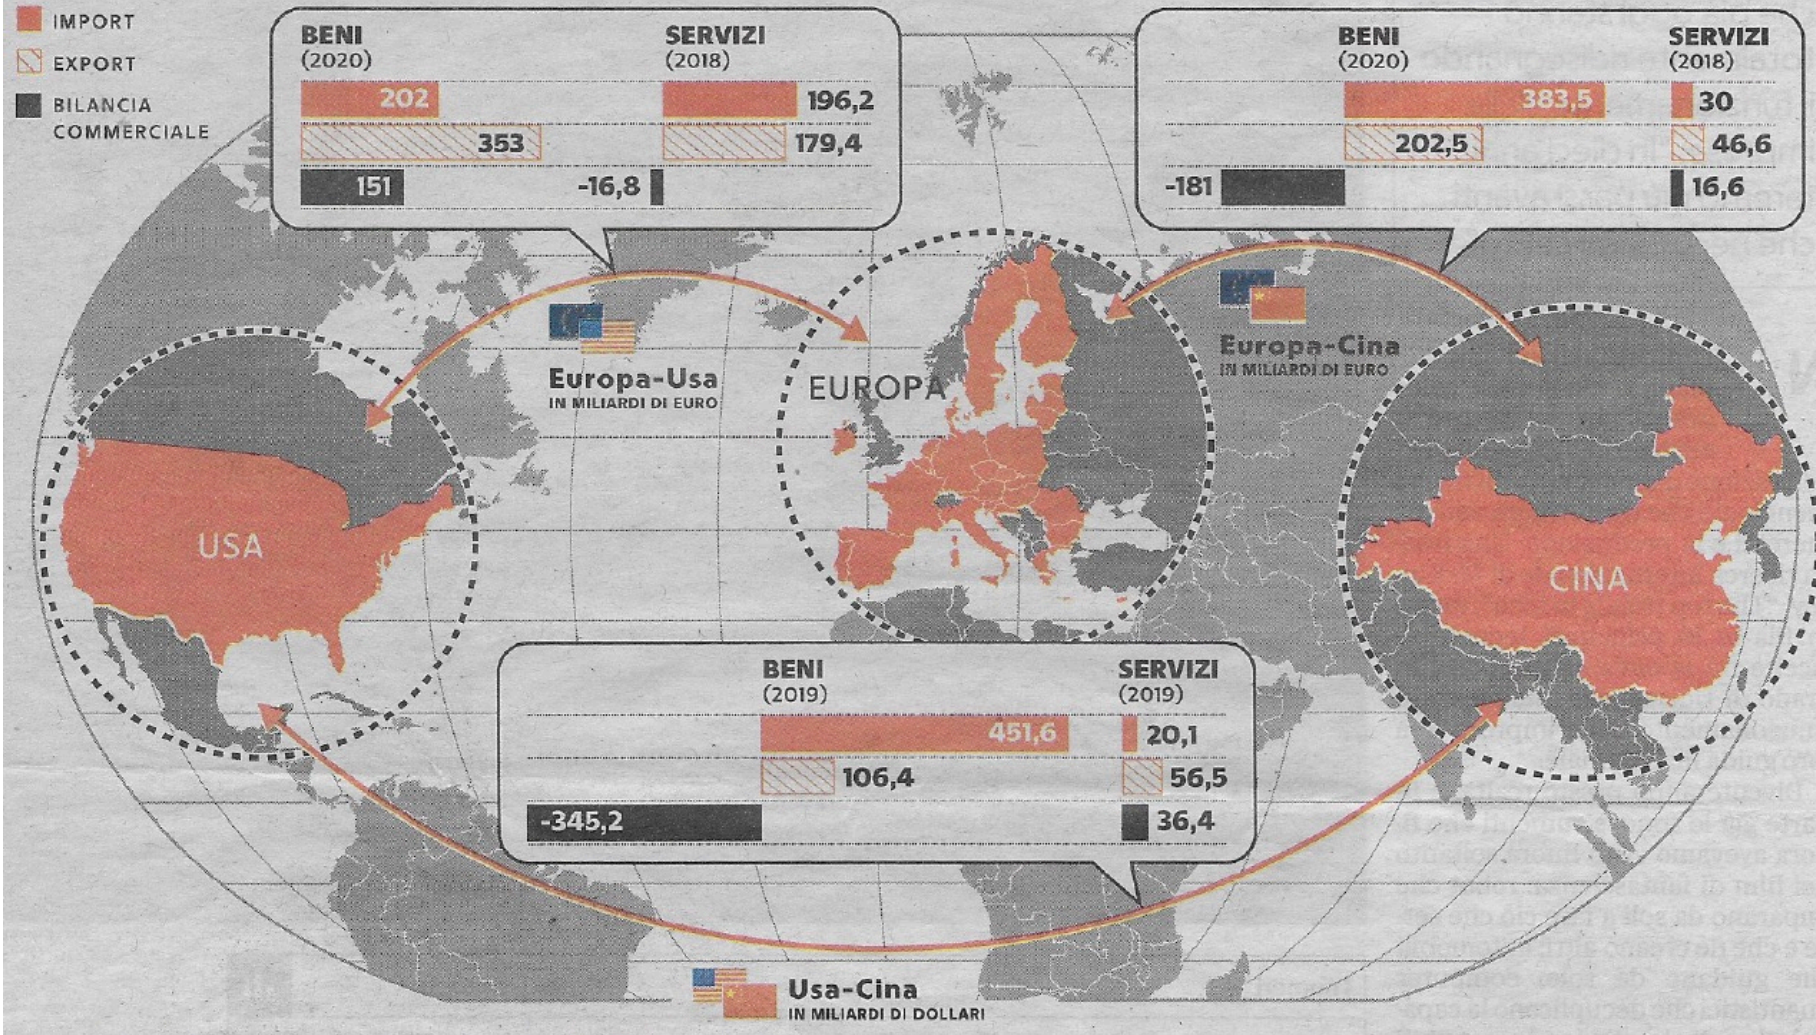 IMPORT
EXPORT
BILANCIA
COMMERCIALE
BENI
(2020)
SERVIZI
(2018)
202
196,2
353
179,4
151
-16,8
BENI
(2020)
SERVIZI
(2018)
383,5
30
202,5
46,6
-181
16,6
Europa-Usa
IN MILIARDI DI EURO
Europa-Cina
IN MILIARDI DI EURO
EUROPA
USA
CINA
BENI
(2019)
SERVIZI
(2019)
451,6
20,1
106,4
56,5
-345,2
36,4
Usa-Cina
IN MILIARDI DI DOLLARI